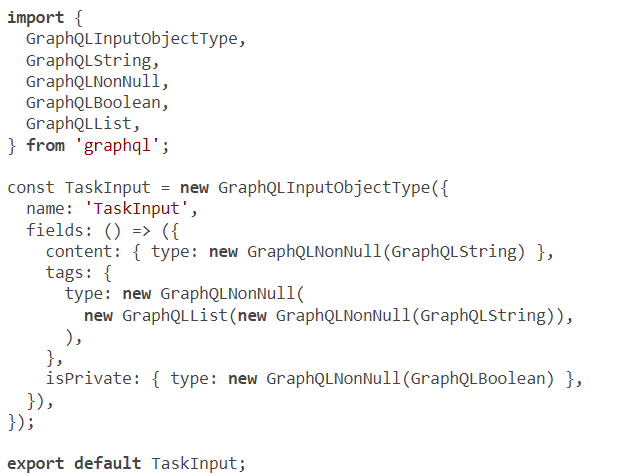 import {
  GraphQLInputObjectType,
  GraphQLString,
  GraphQLNonNull,
  GraphQLBoolean,
  GraphQLList,
} from 'graphql';

const TaskInput = new GraphQLInputObjectType({
  name: 'TaskInput',
  fields: () => ({
    content: { type: new GraphQLNonNull(GraphQLString) },
    tags: {
      type: new GraphQLNonNull(
        new GraphQLList(new GraphQLNonNull(GraphQLString)),
      ),
    },
    isPrivate: { type: new GraphQLNonNull(GraphQLBoolean) },
  }),
});

export default TaskInput;